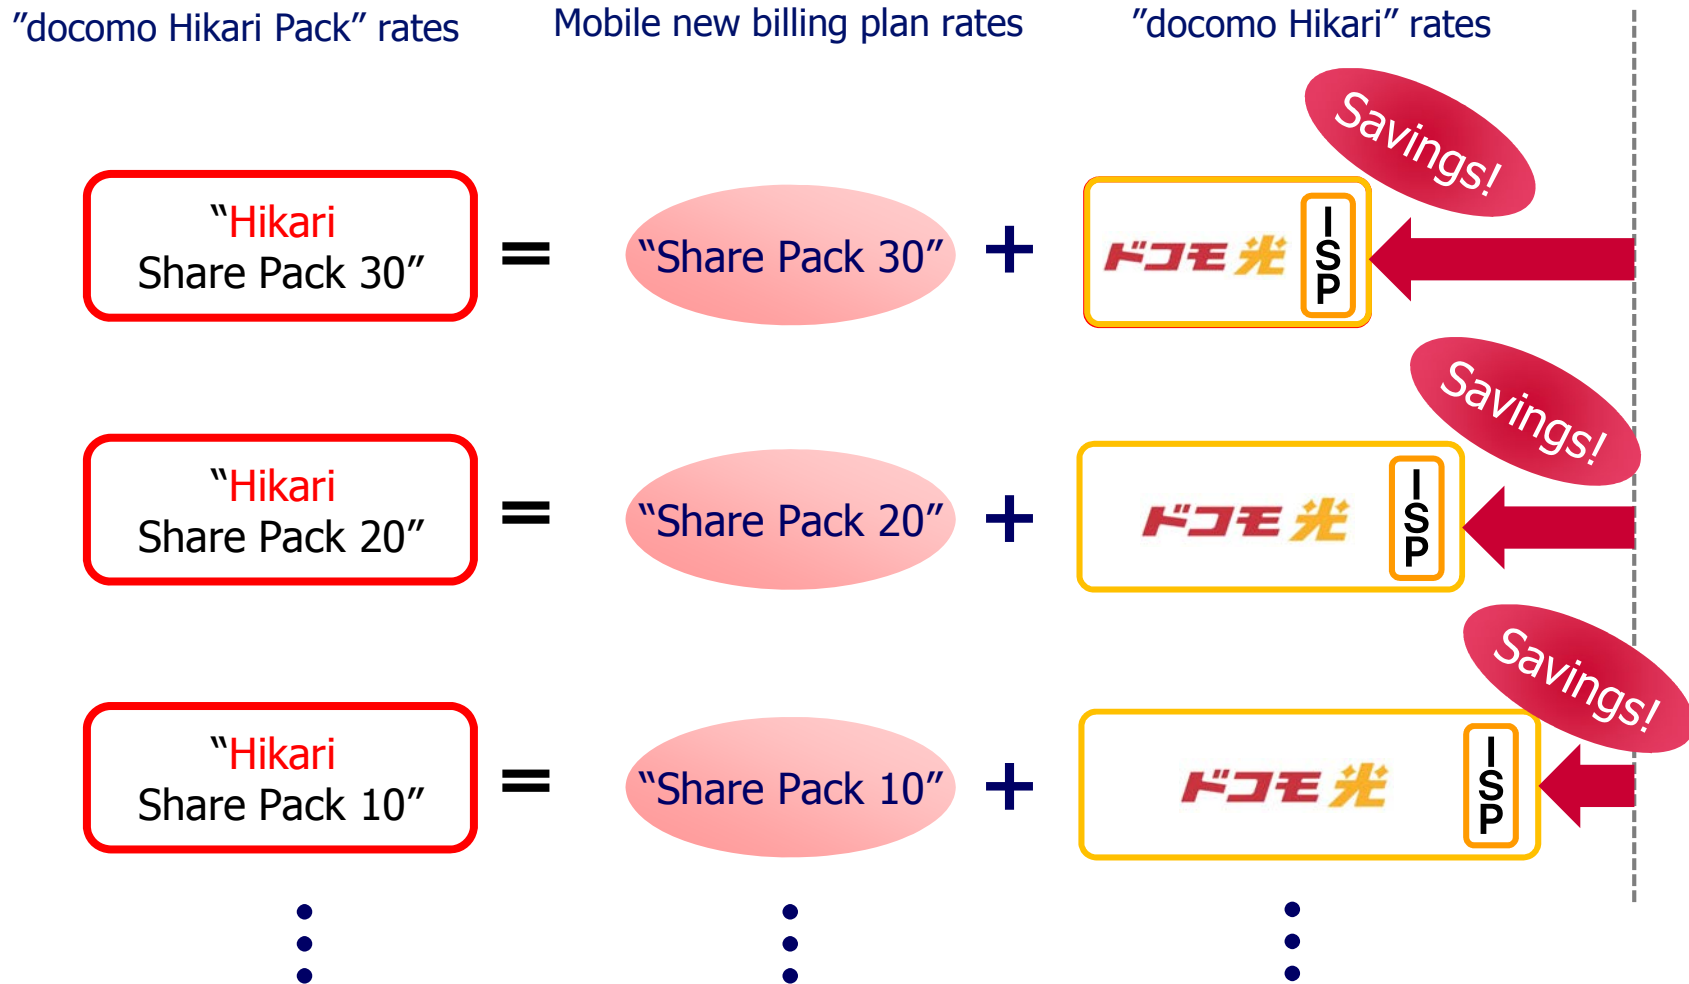 ”docomo Hikari Pack” rates
Mobile new billing plan rates
”docomo Hikari” rates
Savings!
“Hikari
Share Pack 30”
=
“Share Pack 30”
+
ドコモ光
ISP
Savings!
“Hikari
Share Pack 20”
=
“Share Pack 20”
+
ドコモ光
ISP
Savings!
“Hikari
Share Pack 10”
=
“Share Pack 10”
+
ドコモ光
ISP